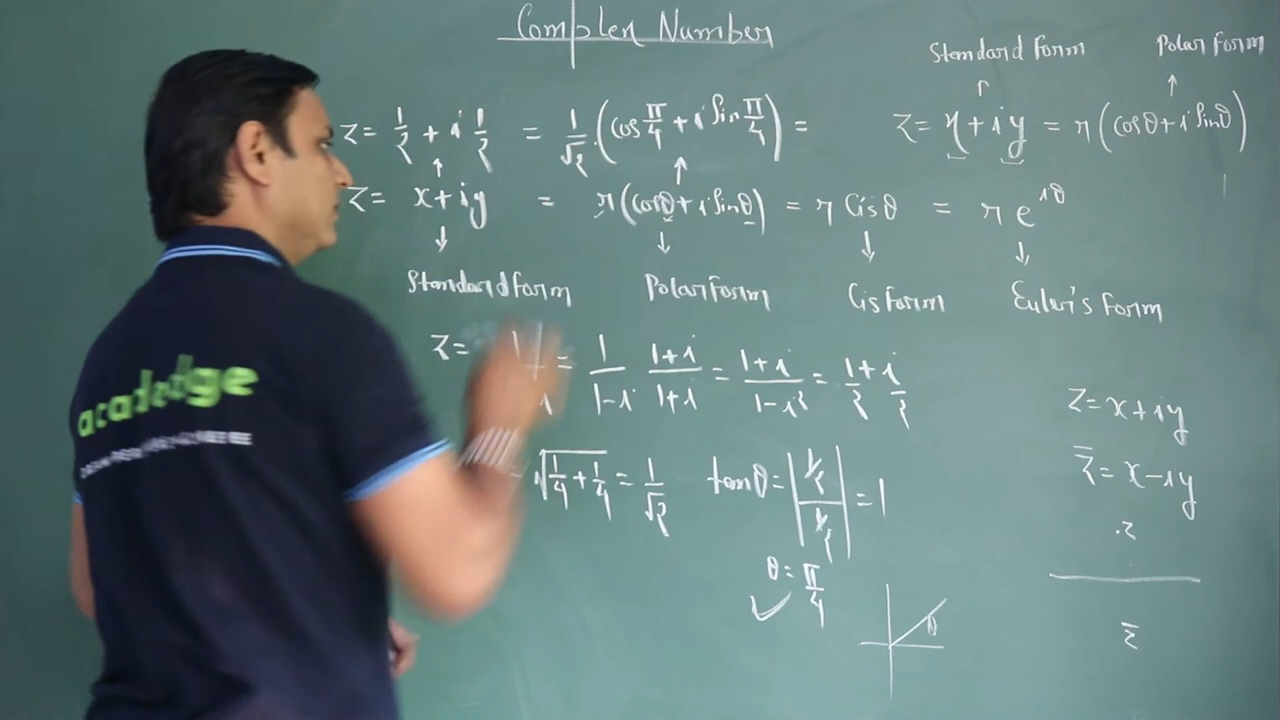 Complex Number
Standard Form Polar Form
z = 1/2 + i 1/2 = 1/√2 · (cos π/4 + i sin π/4) = z = x + iy = r(cosθ + i sinθ)
z = x + iy = r(cosθ + i sinθ) = r Cisθ = r e^iθ
Standard Form Polar Form Cis Form Euler's Form
z = = 1/1-i 1+i/1+i = 1+i/1-i² = 1/2 + i/2
z = x + iy
√(1/4 + 1/4) = 1/√2 tanθ = |1/2 / 1/2| = 1
z̄ = x - iy
θ = π/4
θ
z̄